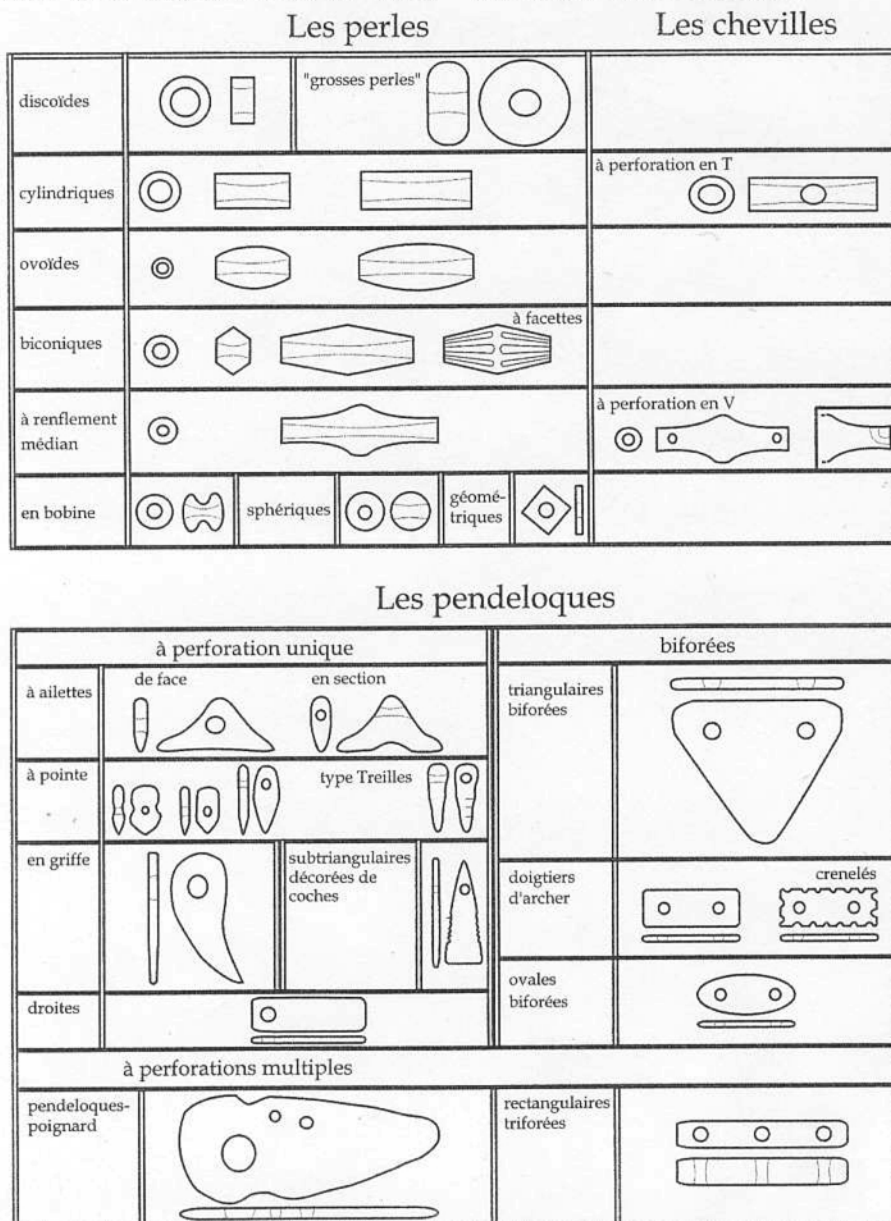 Les perles
Les chevilles
discoïdes
"grosses perles"
cylindriques
à perforation en T
ovoïdes
biconiques
à facettes
à renflement
médian
à perforation en V
en bobine
sphériques
géomé-
triques
Les pendeloques
à perforation unique
biforées
à ailettes
de face
en section
triangulaires
biforées
à pointe
type Treilles
en griffe
subtriangulaires
décorées de
coches
doigtiers
d'archer
crenelés
ovales
biforées
droites
à perforations multiples
pendeloques-
poignard
rectangulaires
triforées